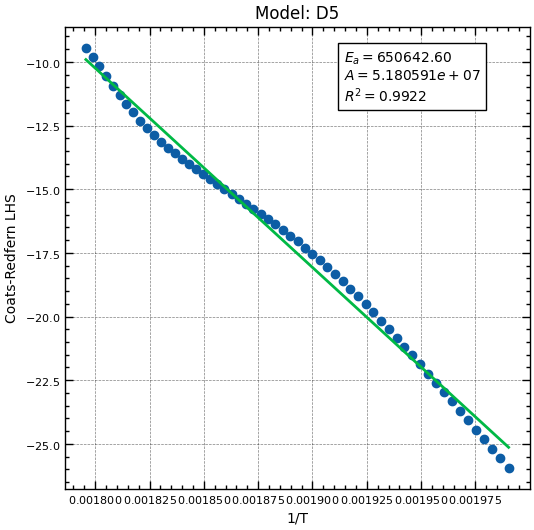 Model: D5
E_a = 650642.60
A = 5.180591e + 07
R² = 0.9922
−10.0
−12.5
−15.0
−17.5
−20.0
−22.5
−25.0
Coats-Redfern LHS
0.001800 0.001825 0.001850 0.001875 0.001900 0.001925 0.001950 0.001975
1/T